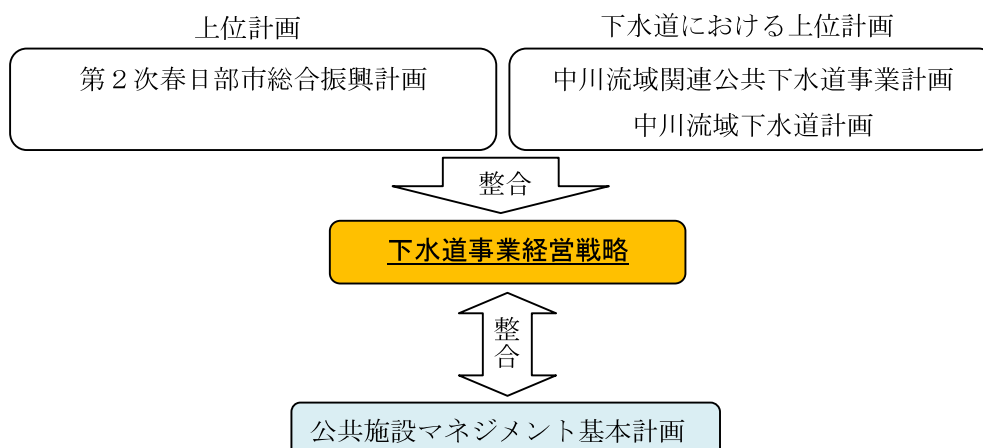 上位計画
下水道における上位計画
第２次春日部市総合振興計画
中川流域関連公共下水道事業計画
中川流域下水道計画
整合
下水道事業経営戦略
整
合
公共施設マネジメント基本計画